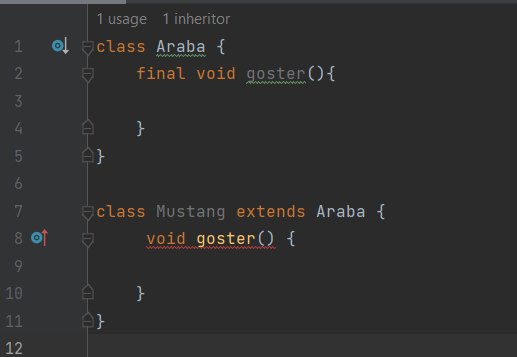 1 usage 1 inheritor
1 class Araba {
2 final void goster(){
3
4 }
5 }
6
7 class Mustang extends Araba {
8 void goster() {
9
10 }
11 }
12